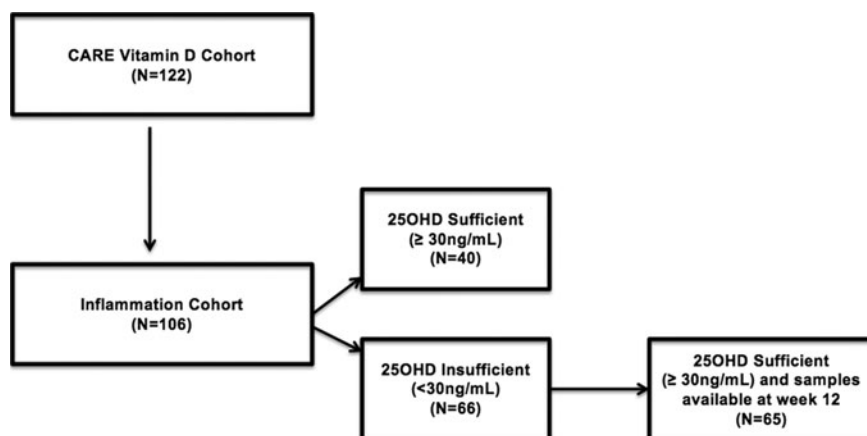 CARE Vitamin D Cohort
(N=122)
25OHD Sufficient
(≥ 30ng/mL)
(N=40)
Inflammation Cohort
(N=106)
25OHD Insufficient
(<30ng/mL)
(N=66)
25OHD Sufficient
(≥ 30ng/mL) and samples
available at week 12
(N=65)